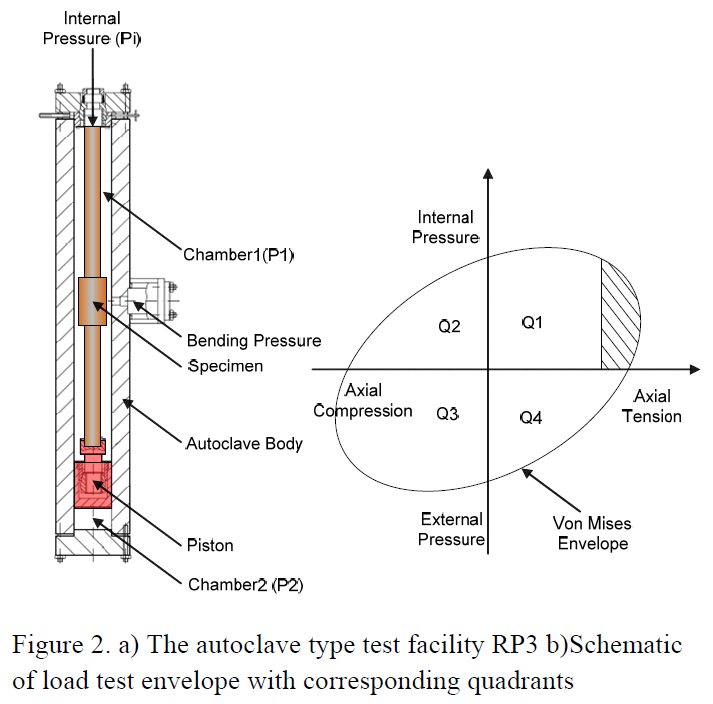 Internal
Pressure (Pi)
Chamber1(P1)
Bending Pressure
Specimen
Autoclave Body
Piston
Chamber2 (P2)
Internal
Pressure
Q2
Q1
Axial
Compression
Q3
Q4
Axial
Tension
External
Pressure
Von Mises
Envelope
Figure 2. a) The autoclave type test facility RP3 b)Schematic
of load test envelope with corresponding quadrants